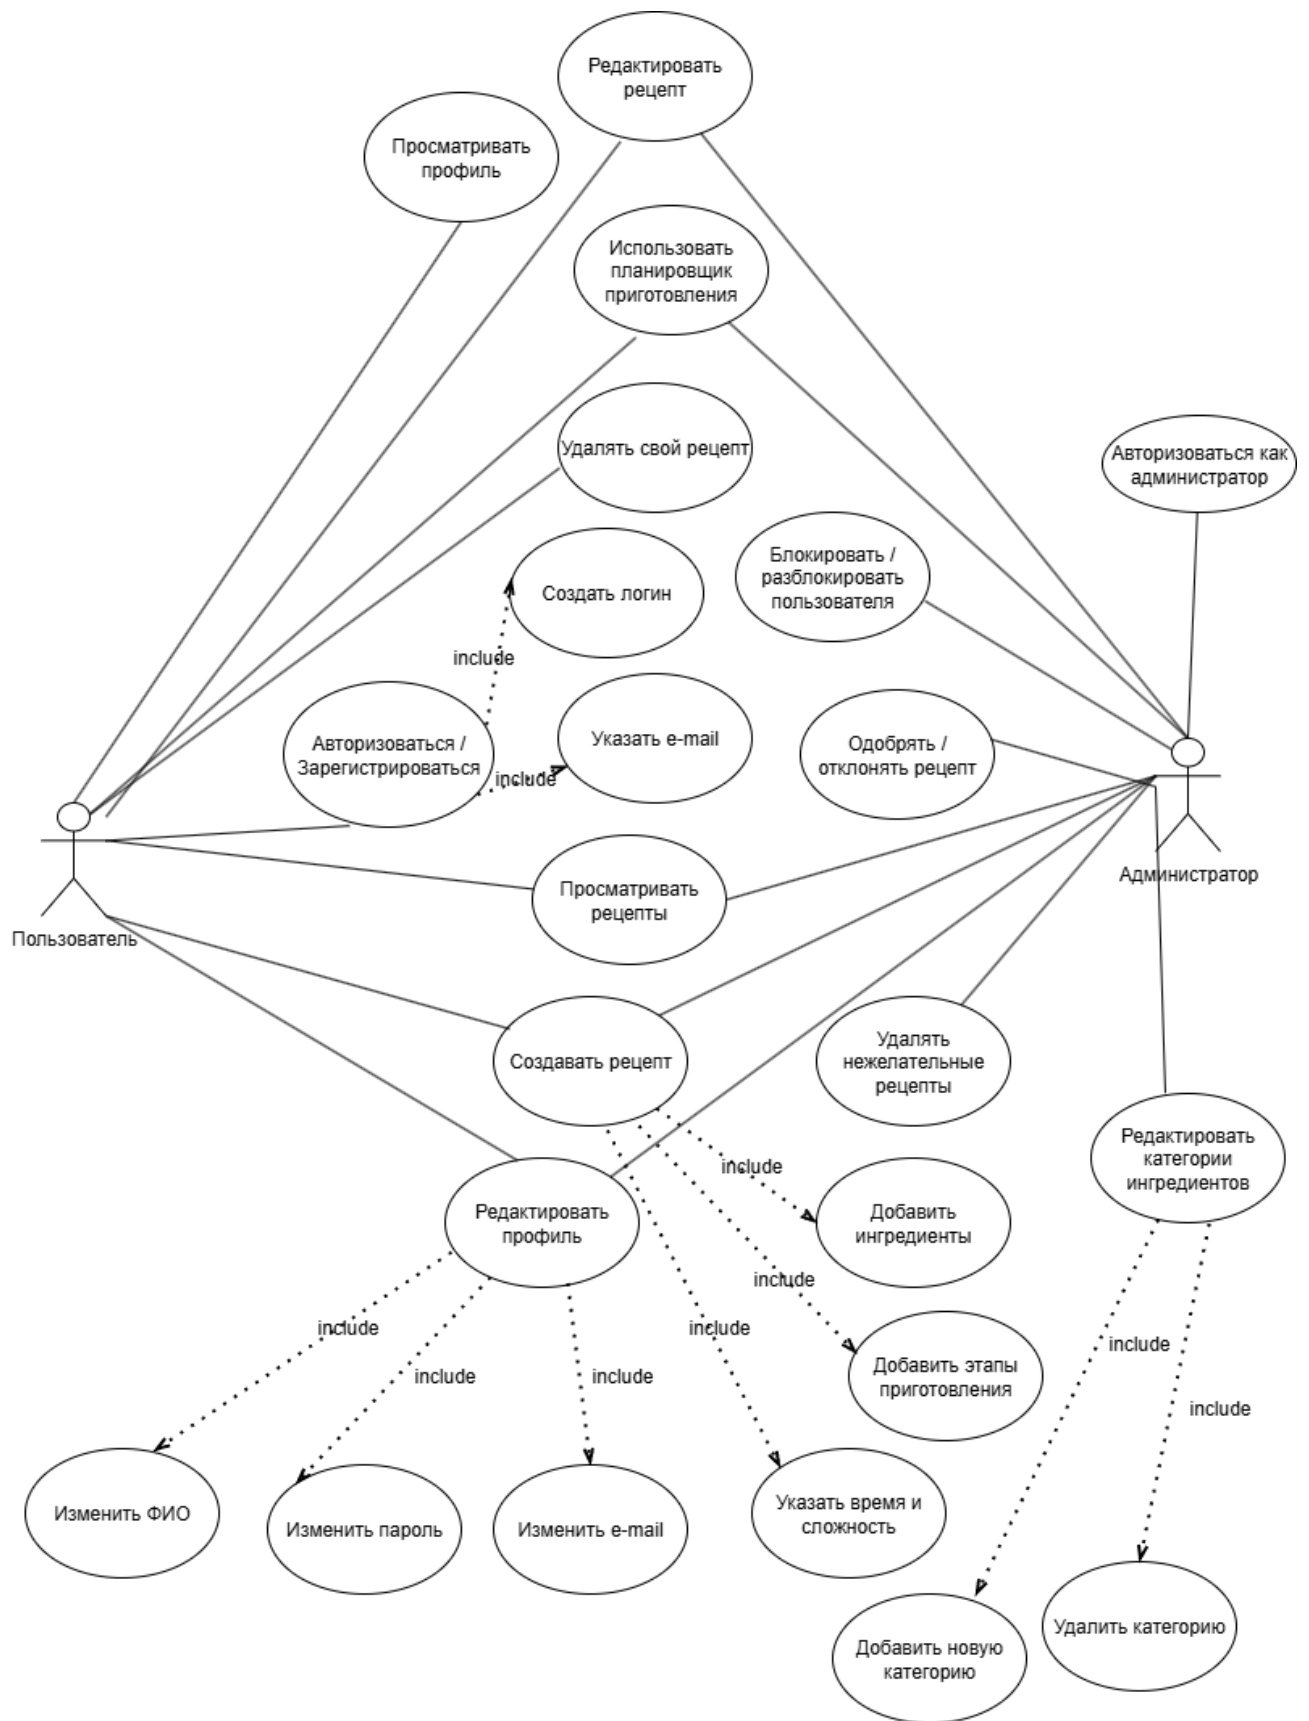 Редактировать
рецепт
Просматривать
профиль
Использовать
планировщик
приготовления
Удалять свой рецепт
Авторизоваться как
администратор
Блокировать /
разблокировать
пользователя
Создать логин
include
Авторизоваться /
Зарегистрироваться
Указать e-mail
include
Одобрять /
отклонять рецепт
Администратор
Просматривать
рецепты
Пользователь
Создавать рецепт
Удалять
нежелательные
рецепты
Редактировать
категории
ингредиентов
include
Редактировать
профиль
Добавить
ингредиенты
include
include
include
include
include
include
include
include
Добавить этапы
приготовления
Изменить ФИО
Изменить пароль
Изменить e-mail
Указать время и
сложность
Удалить категорию
Добавить новую
категорию